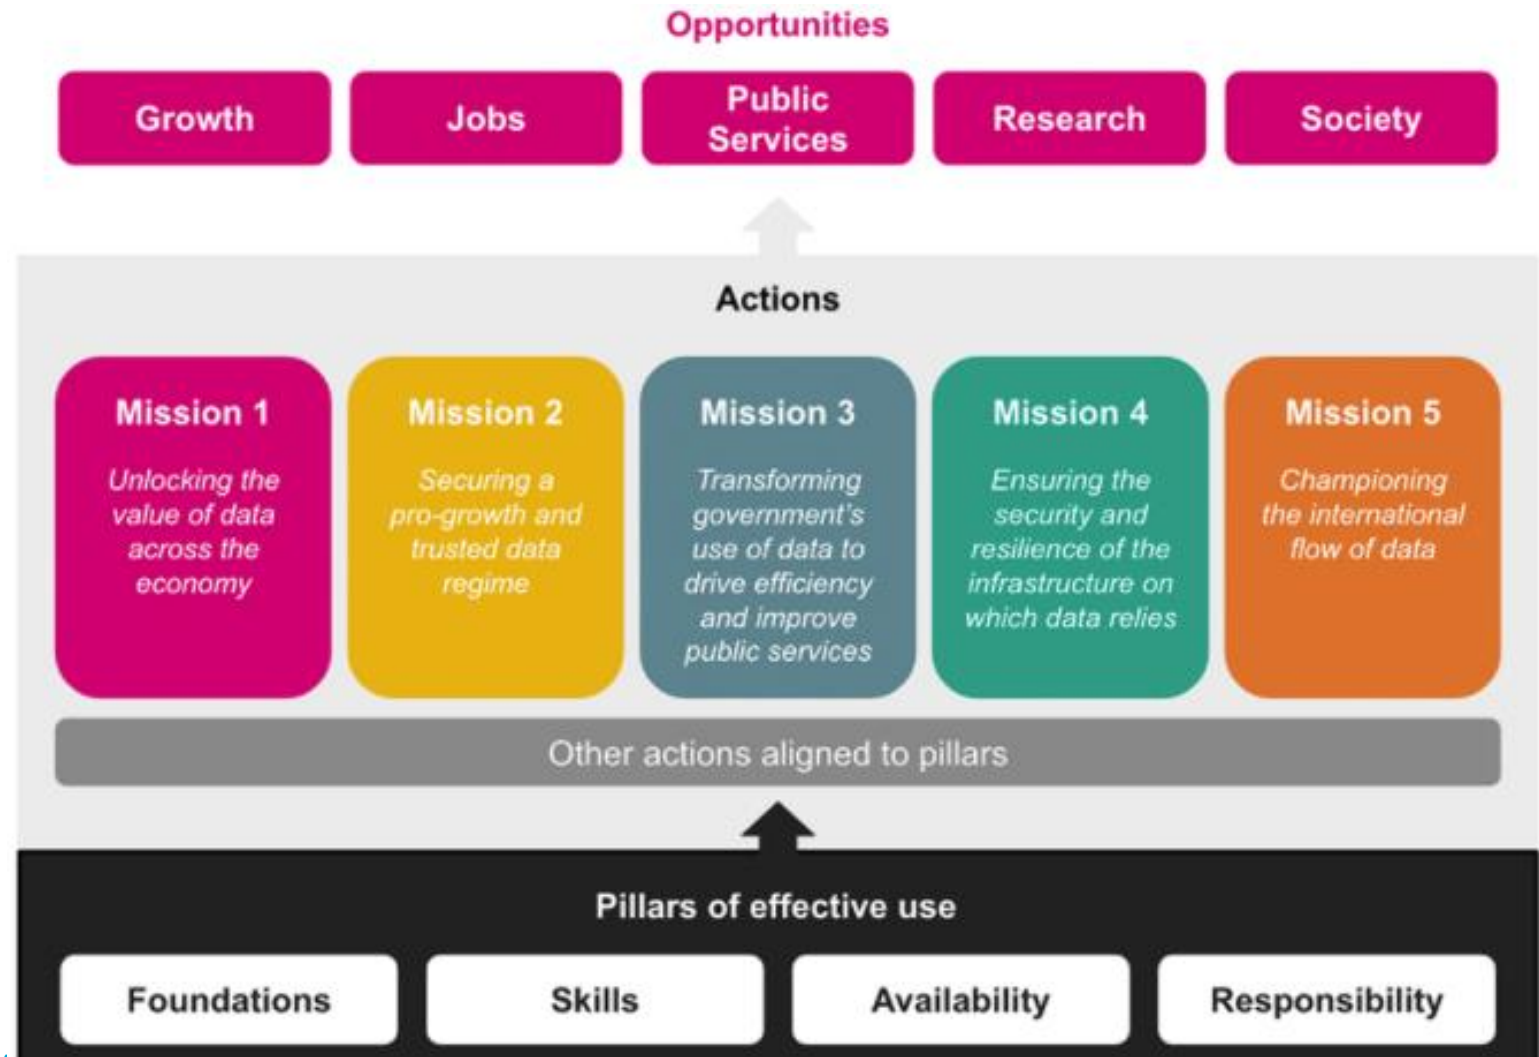 Opportunities
Growth
Jobs
Public
Services
Research
Society
Actions
Mission 1
Unlocking the
value of data
across the
economy
Mission 2
Securing a
pro-growth and
trusted data
regime
Mission 3
Transforming
government's
use of data to
drive efficiency
and improve
public services
Mission 4
Ensuring the
security and
resilience of the
infrastructure on
which data relies
Mission 5
Championing
the international
flow of data
Other actions aligned to pillars
Pillars of effective use
Foundations
Skills
Availability
Responsibility